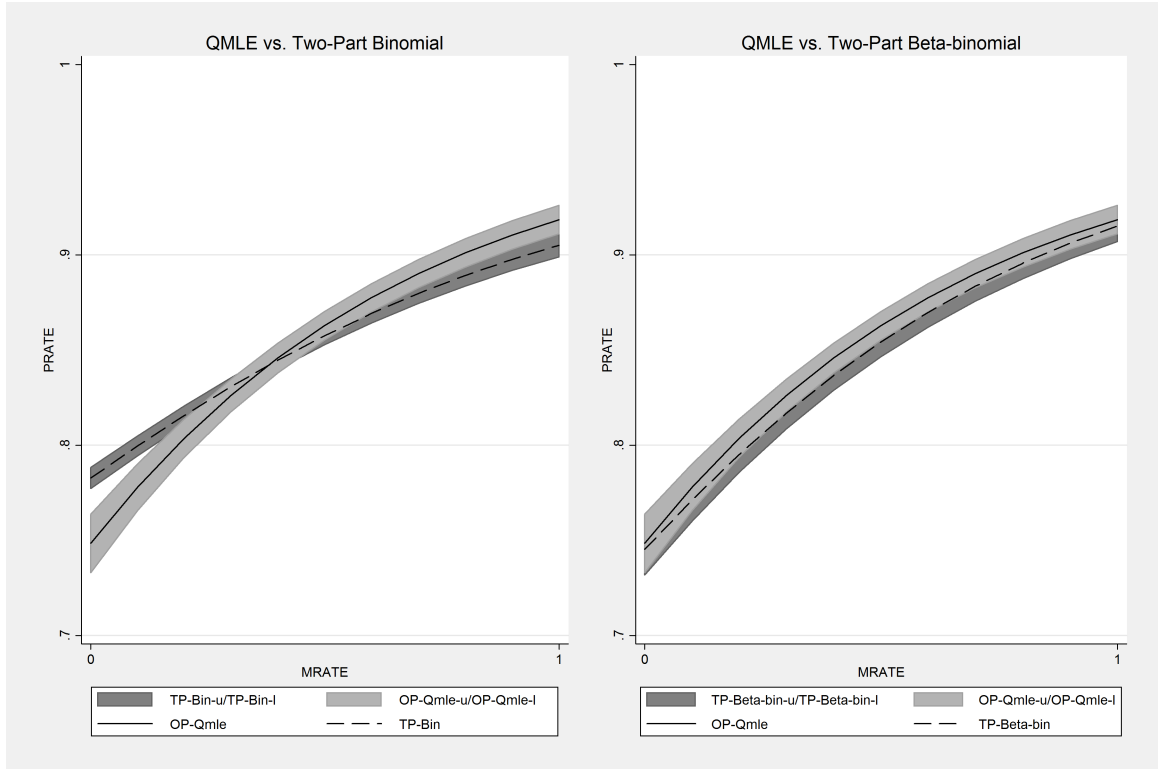 QMLE vs. Two-Part Binomial
1
.9
.8
.7
PRATE
0
1
MRATE
TP-Bin-u/TP-Bin-l
OP-Qmle-u/OP-Qmle-l
OP-Qmle
TP-Bin
QMLE vs. Two-Part Beta-binomial
1
.9
.8
.7
PRATE
0
1
MRATE
TP-Beta-bin-u/TP-Beta-bin-l
OP-Qmle-u/OP-Qmle-l
OP-Qmle
TP-Beta-bin